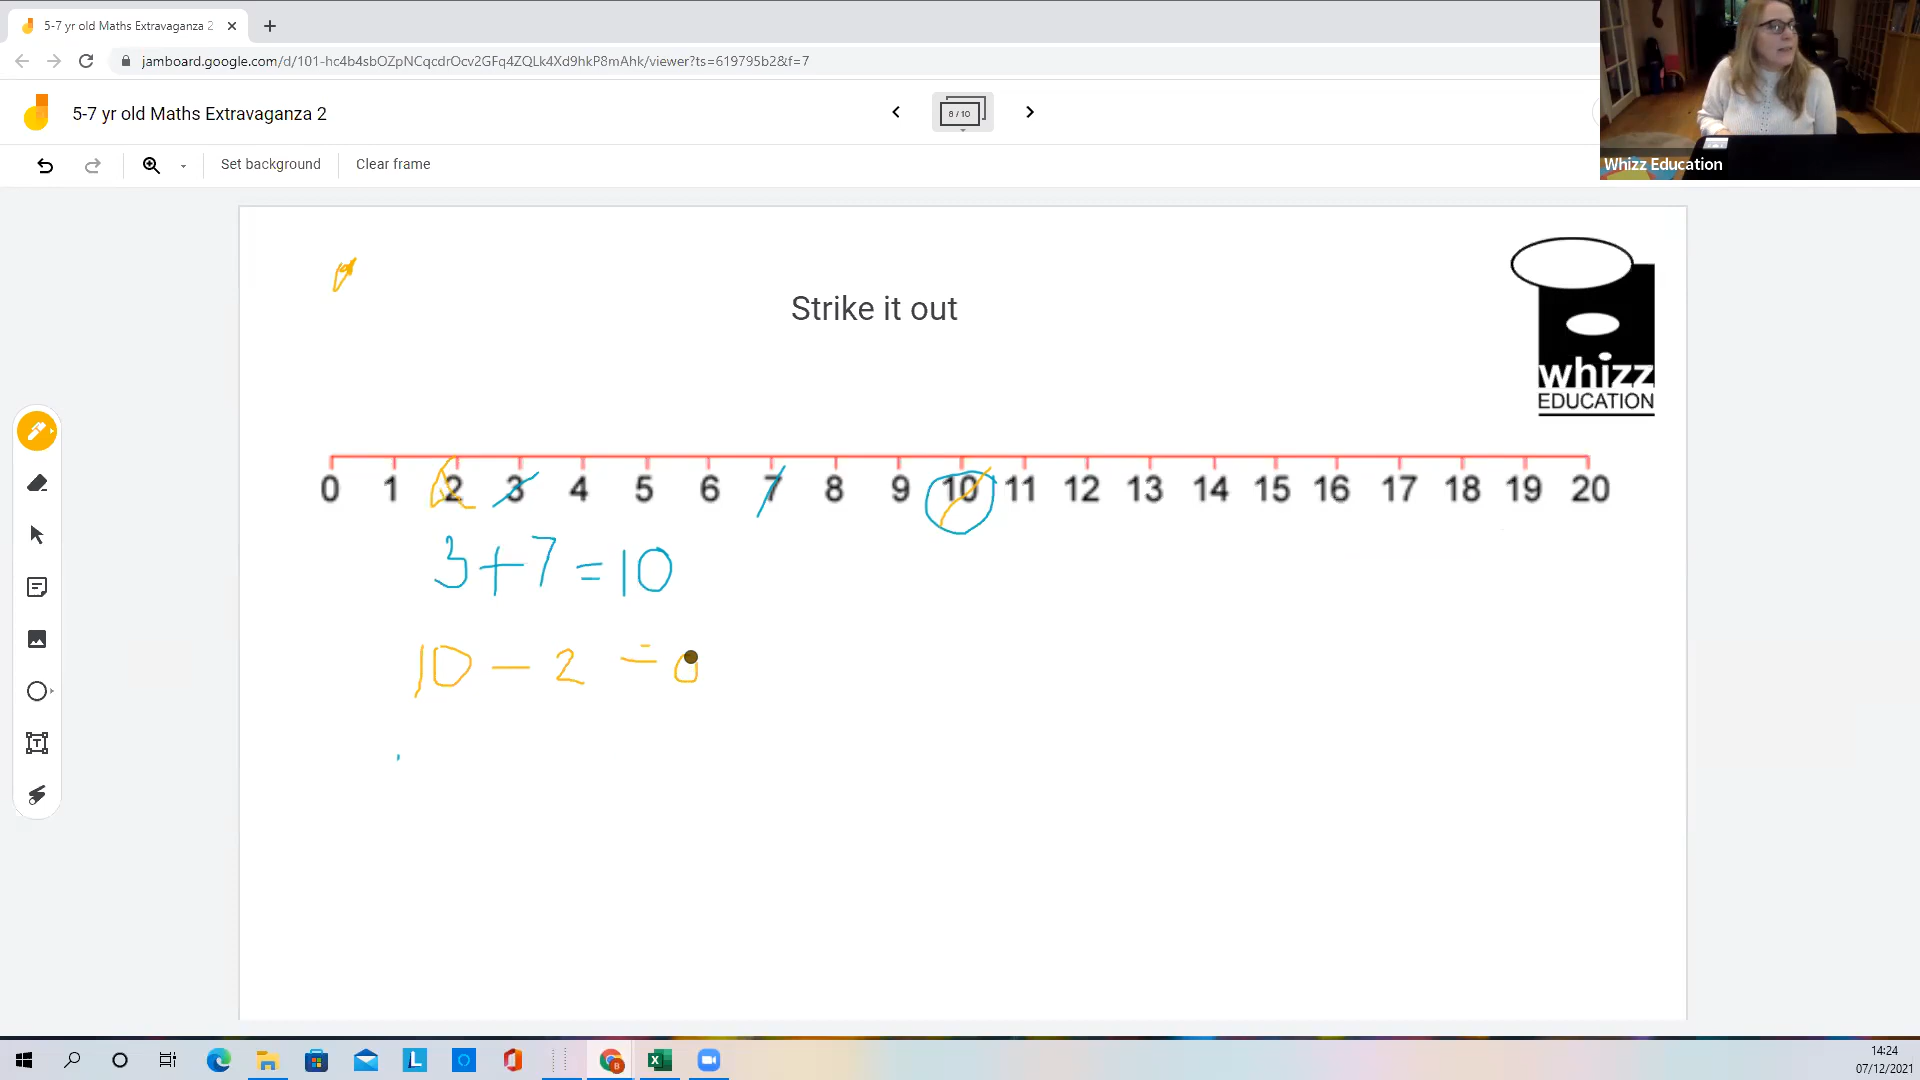 5-7 yr old Maths Extravaganza 2
jamboard.google.com/d/101-hc4b4sbOZpNCqcdrOcv2GFq4ZQLk4Xd9hkP8mAhk/viewer?ts=619795b2&f=7
5-7 yr old Maths Extravaganza 2
8 / 10
Set background
Clear frame
Whizz Education
Strike it out
whizz
EDUCATION
0 1 2 3 4 5 6 7 8 9 10 11 12 13 14 15 16 17 18 19 20
3+7=10
10 - 2 =
14:24
07/12/2021